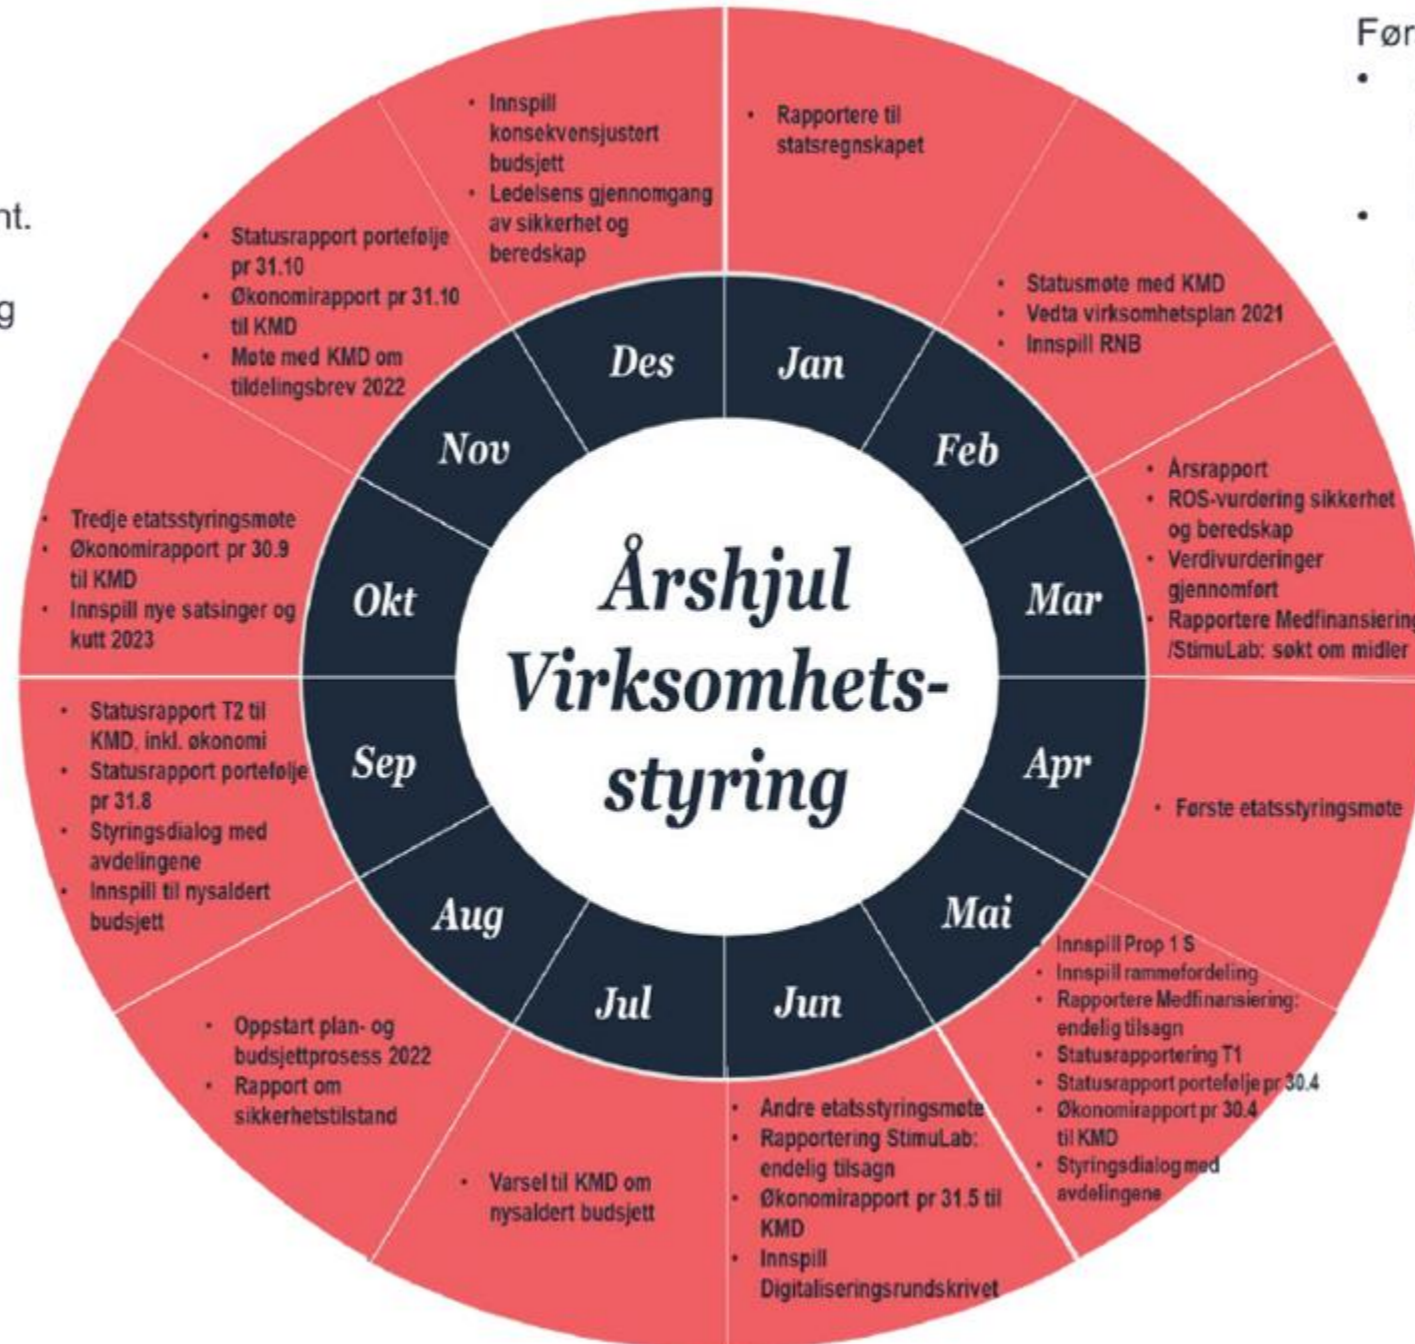 Årshjul
Virksomhets-
styring
Jan
• Rapportere til
statsregnskapet
Feb
• Statusmøte med KMD
• Vedta virksomhetsplan 2021
• Innspill RNB
Mar
• Årsrapport
• ROS-vurdering sikkerhet
og beredskap
• Verdivurderinger
gjennomført
• Rapportere Medfinansiering
/StimuLab: søkt om midler
Apr
• Første etatsstyringsmøte
Mai
• Innspill Prop 1 S
• Innspill rammefordeling
• Rapportere Medfinansiering:
endelig tilsagn
• Statusrapportering T1
• Statusrapport portefølje pr 30.4
• Økonomirapport pr 30.4
til KMD
• Styringsdialog med
avdelingene
Jun
• Andre etatsstyringsmøte
• Rapportering StimuLab:
endelig tilsagn
• Økonomirapport pr 31.5 til
KMD
• Innspill
Digitaliseringsrundskrivet
Jul
• Varsel til KMD om
nysaldert budsjett
Aug
• Oppstart plan- og
budsjettprosess 2022
• Rapport om
sikkerhetstilstand
Sep
• Statusrapport T2 til
KMD, inkl. økonomi
• Statusrapport portefølje
pr 31.8
• Styringsdialog med
avdelingene
• Innspill til nysaldert
budsjett
Okt
• Tredje etatsstyringsmøte
• Økonomirapport pr 30.9
til KMD
• Innspill nye satsinger og
kutt 2023
Nov
• Statusrapport portefølje
pr 31.10
• Økonomirapport pr 31.10
til KMD
• Møte med KMD om
tildelingsbrev 2022
Des
• Innspill
konsekvensjustert
budsjett
• Ledelsens gjennomgang
av sikkerhet og
beredskap
nt.
g
Før